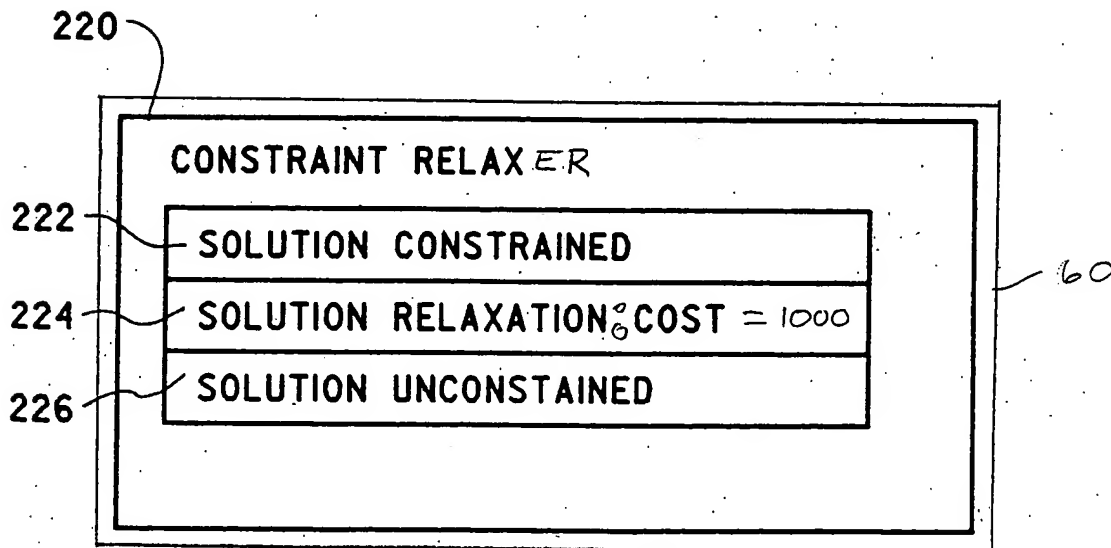 220
CONSTRAINT RELAXER
222 SOLUTION CONSTRAINED
60
224 SOLUTION RELAXATION: COST = 1000
226 SOLUTION UNCONSTAINED